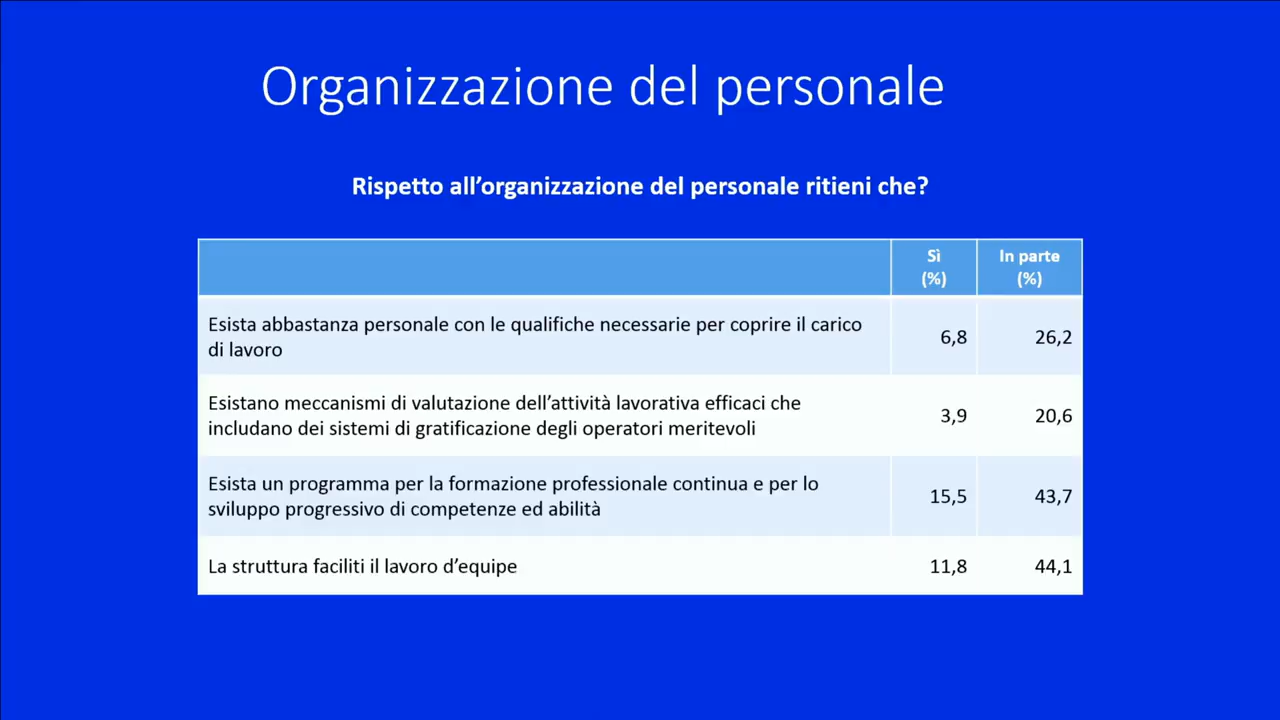 Organizzazione del personale
Rispetto all’organizzazione del personale ritieni che?
Sì
(%)
In parte
(%)
Esista abbastanza personale con le qualifiche necessarie per coprire il carico
di lavoro
6,8
26,2
Esistano meccanismi di valutazione dell’attività lavorativa efficaci che
includano dei sistemi di gratificazione degli operatori meritevoli
3,9
20,6
Esista un programma per la formazione professionale continua e per lo
sviluppo progressivo di competenze ed abilità
15,5
43,7
La struttura faciliti il lavoro d’equipe
11,8
44,1